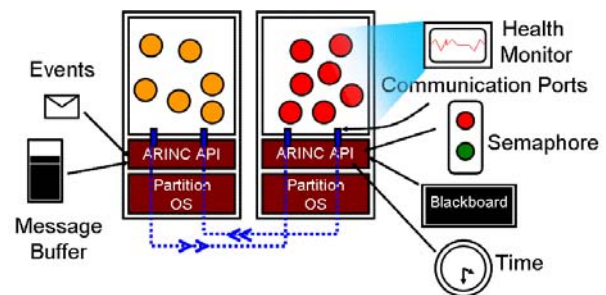 Events
Message
Buffer
ARINC API
Partition
OS
ARINC API
Partition
OS
Health
Monitor
Communication Ports
Semaphore
Blackboard
Time